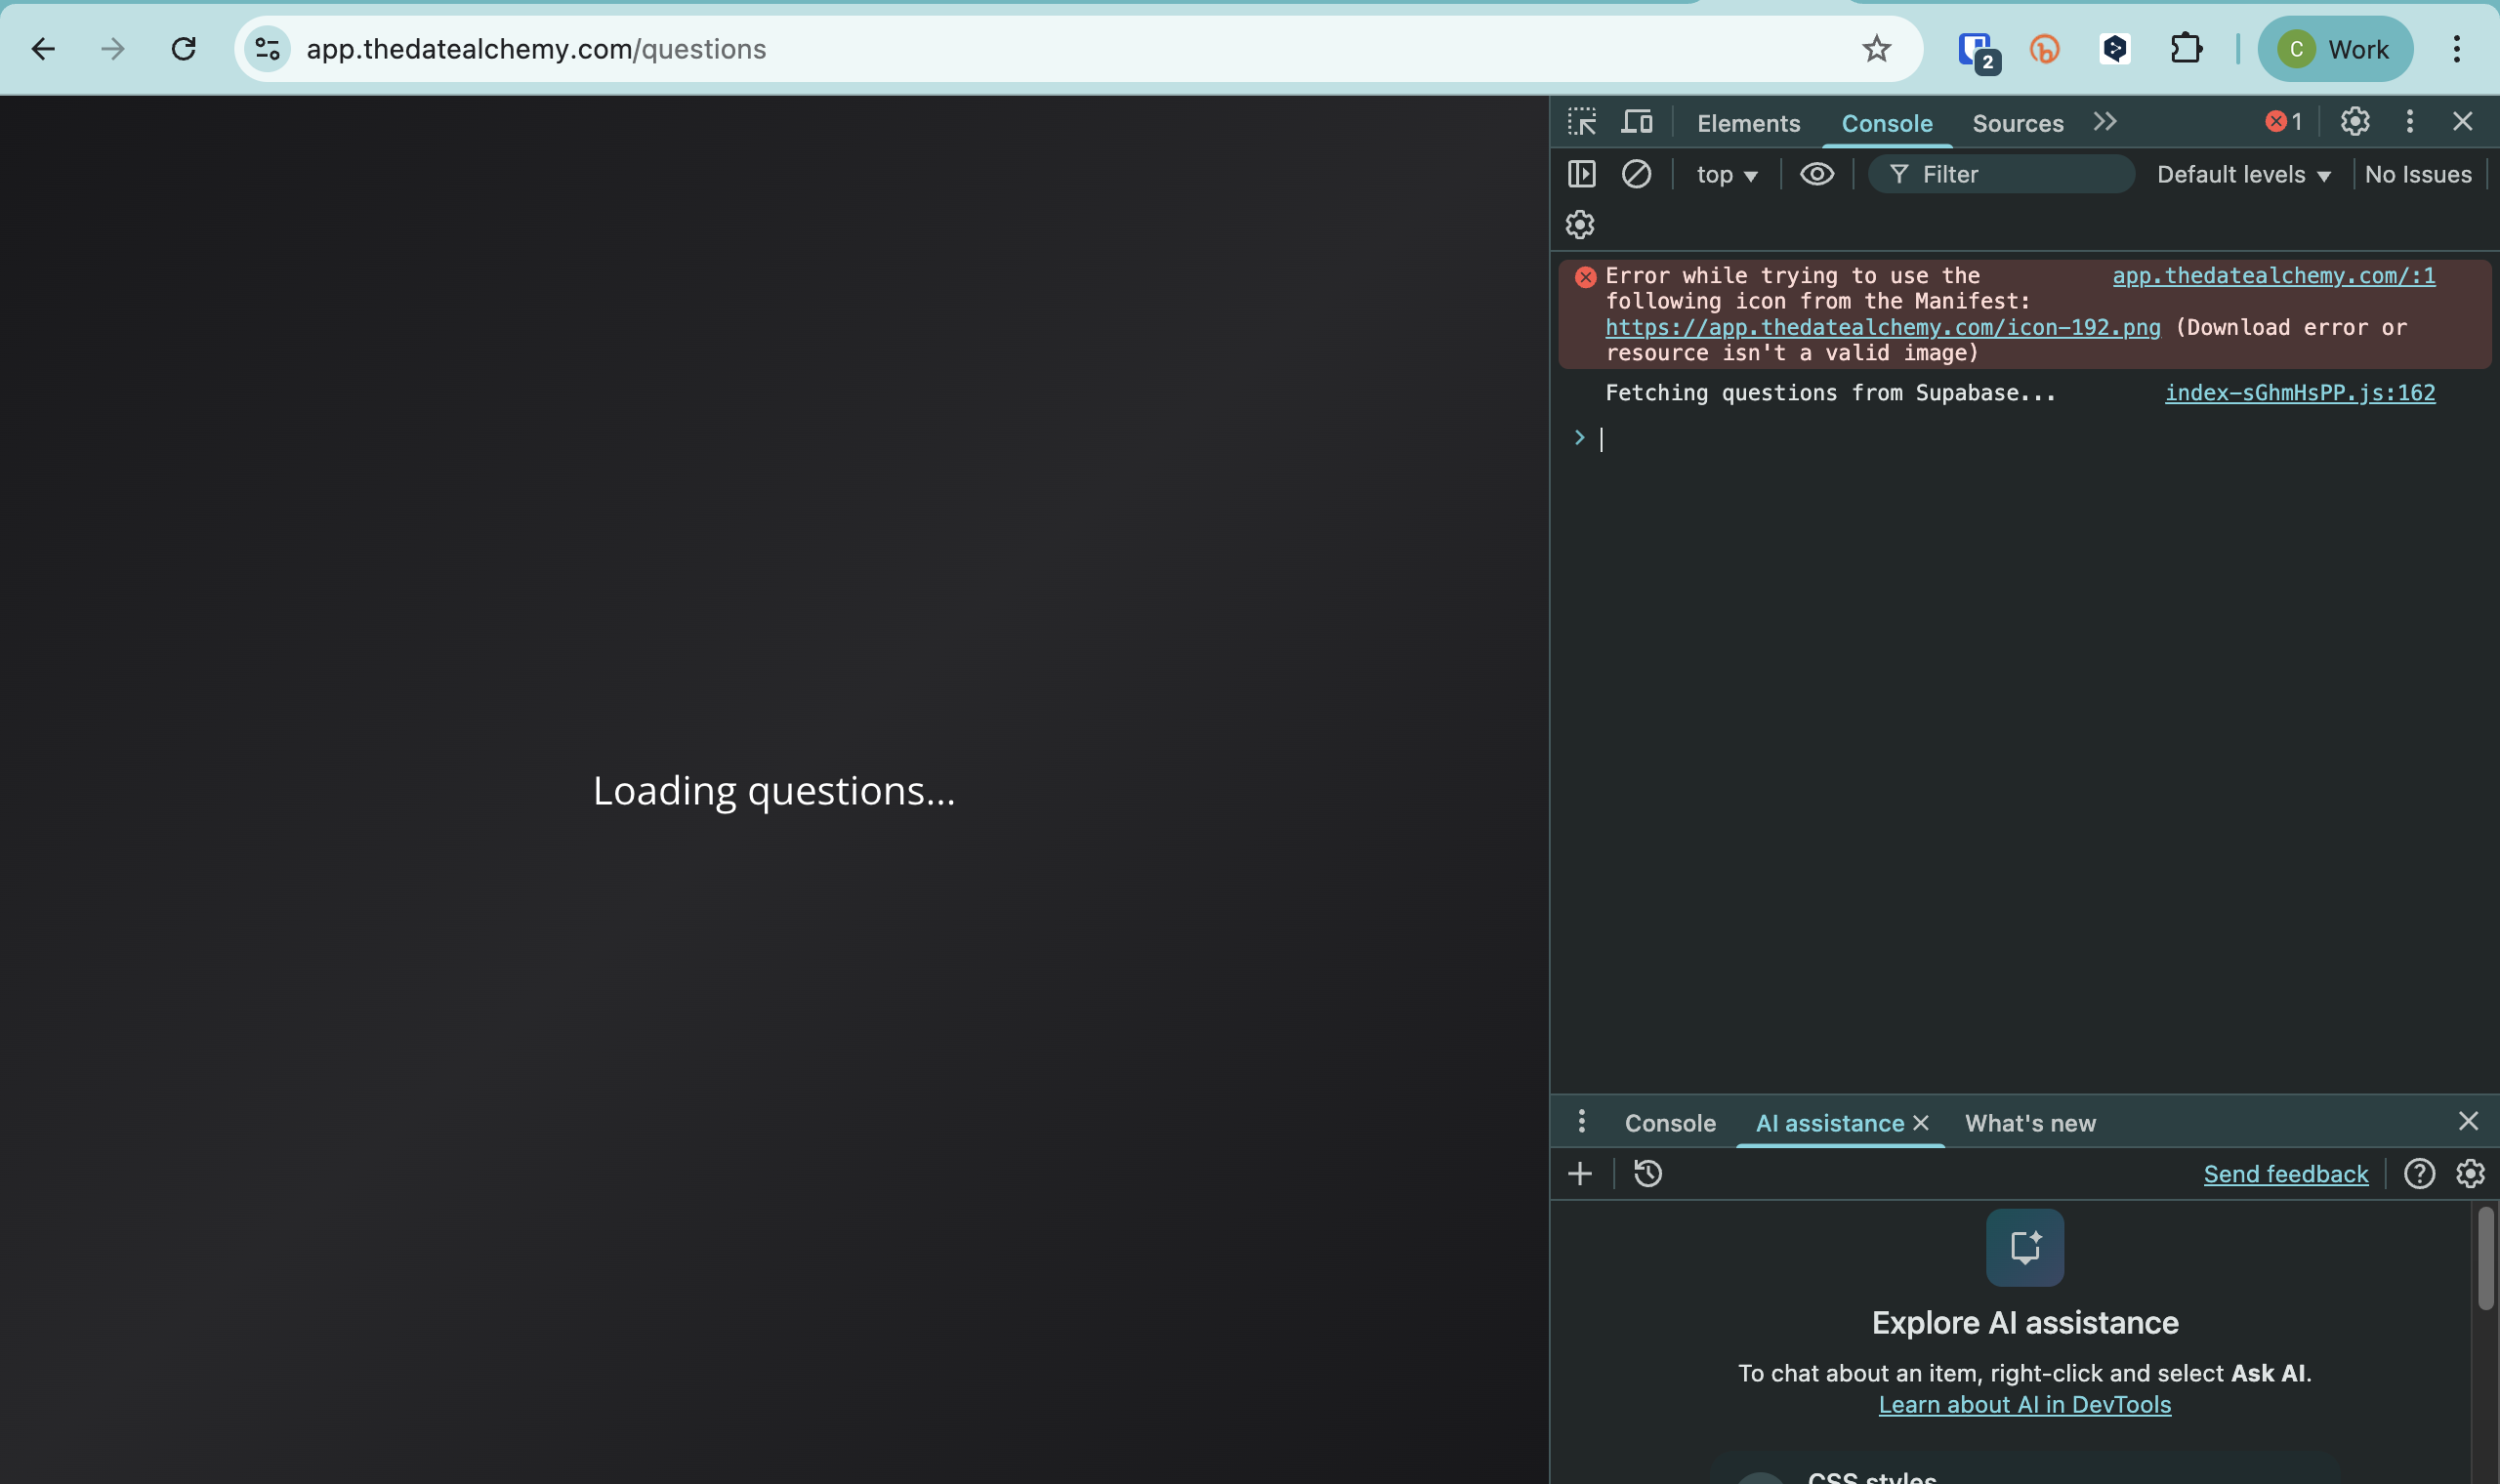 app.thedatealchemy.com/questions
2
C
Work
Elements
Console
Sources
1
top
Filter
Default levels
No Issues
Error while trying to use the
app.thedatealchemy.com/:1
following icon from the Manifest:
https://app.thedatealchemy.com/icon-192.png (Download error or
resource isn't a valid image)
Fetching questions from Supabase...
index-sGhmHsPP.js:162
Loading questions...
Console
AI assistance
What's new
Send feedback
Explore AI assistance
To chat about an item, right-click and select Ask AI.
Learn about AI in DevTools
CSS styles